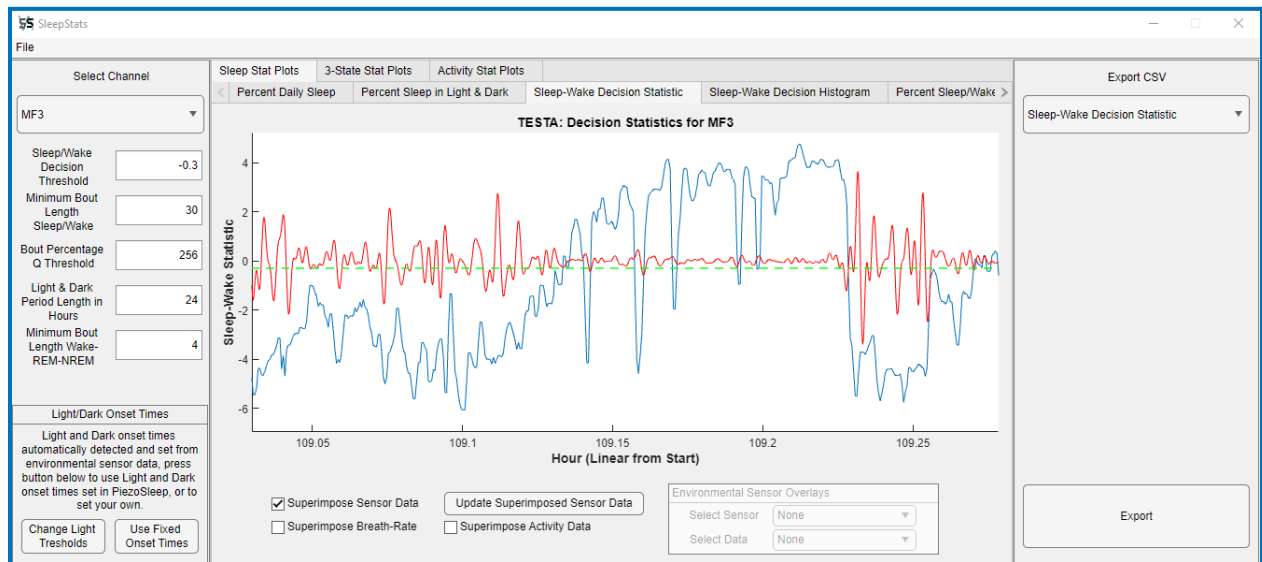 SS SleepStats
File
Select Channel
MF3
Sleep/Wake
Decision
Threshold
-0.3
Minimum Bout
Length
Sleep/Wake
30
Bout Percentage
Q Threshold
256
Light & Dark
Period Length in
Hours
24
Minimum Bout
Length Wake-
REM-NREM
4
Light/Dark Onset Times
Light and Dark onset times
automatically detected and set from
environmental sensor data, press
button below to use Light and Dark
onset times set in PiezoSleep, or to
set your own.
Change Light
Tresholds
Use Fixed
Onset Times
Sleep Stat Plots
3-State Stat Plots
Activity Stat Plots
Percent Daily Sleep
Percent Sleep in Light & Dark
Sleep-Wake Decision Statistic
Sleep-Wake Decision Histogram
Percent Sleep/Wake
TESTA: Decision Statistics for MF3
Sleep-Wake Statistic
4
2
0
-2
-4
-6
109.05
109.1
109.15
109.2
109.25
Hour (Linear from Start)
Superimpose Sensor Data
Update Superimposed Sensor Data
Superimpose Breath-Rate
Superimpose Activity Data
Environmental Sensor Overlays
Select Sensor
None
Select Data
None
Export CSV
Sleep-Wake Decision Statistic
Export